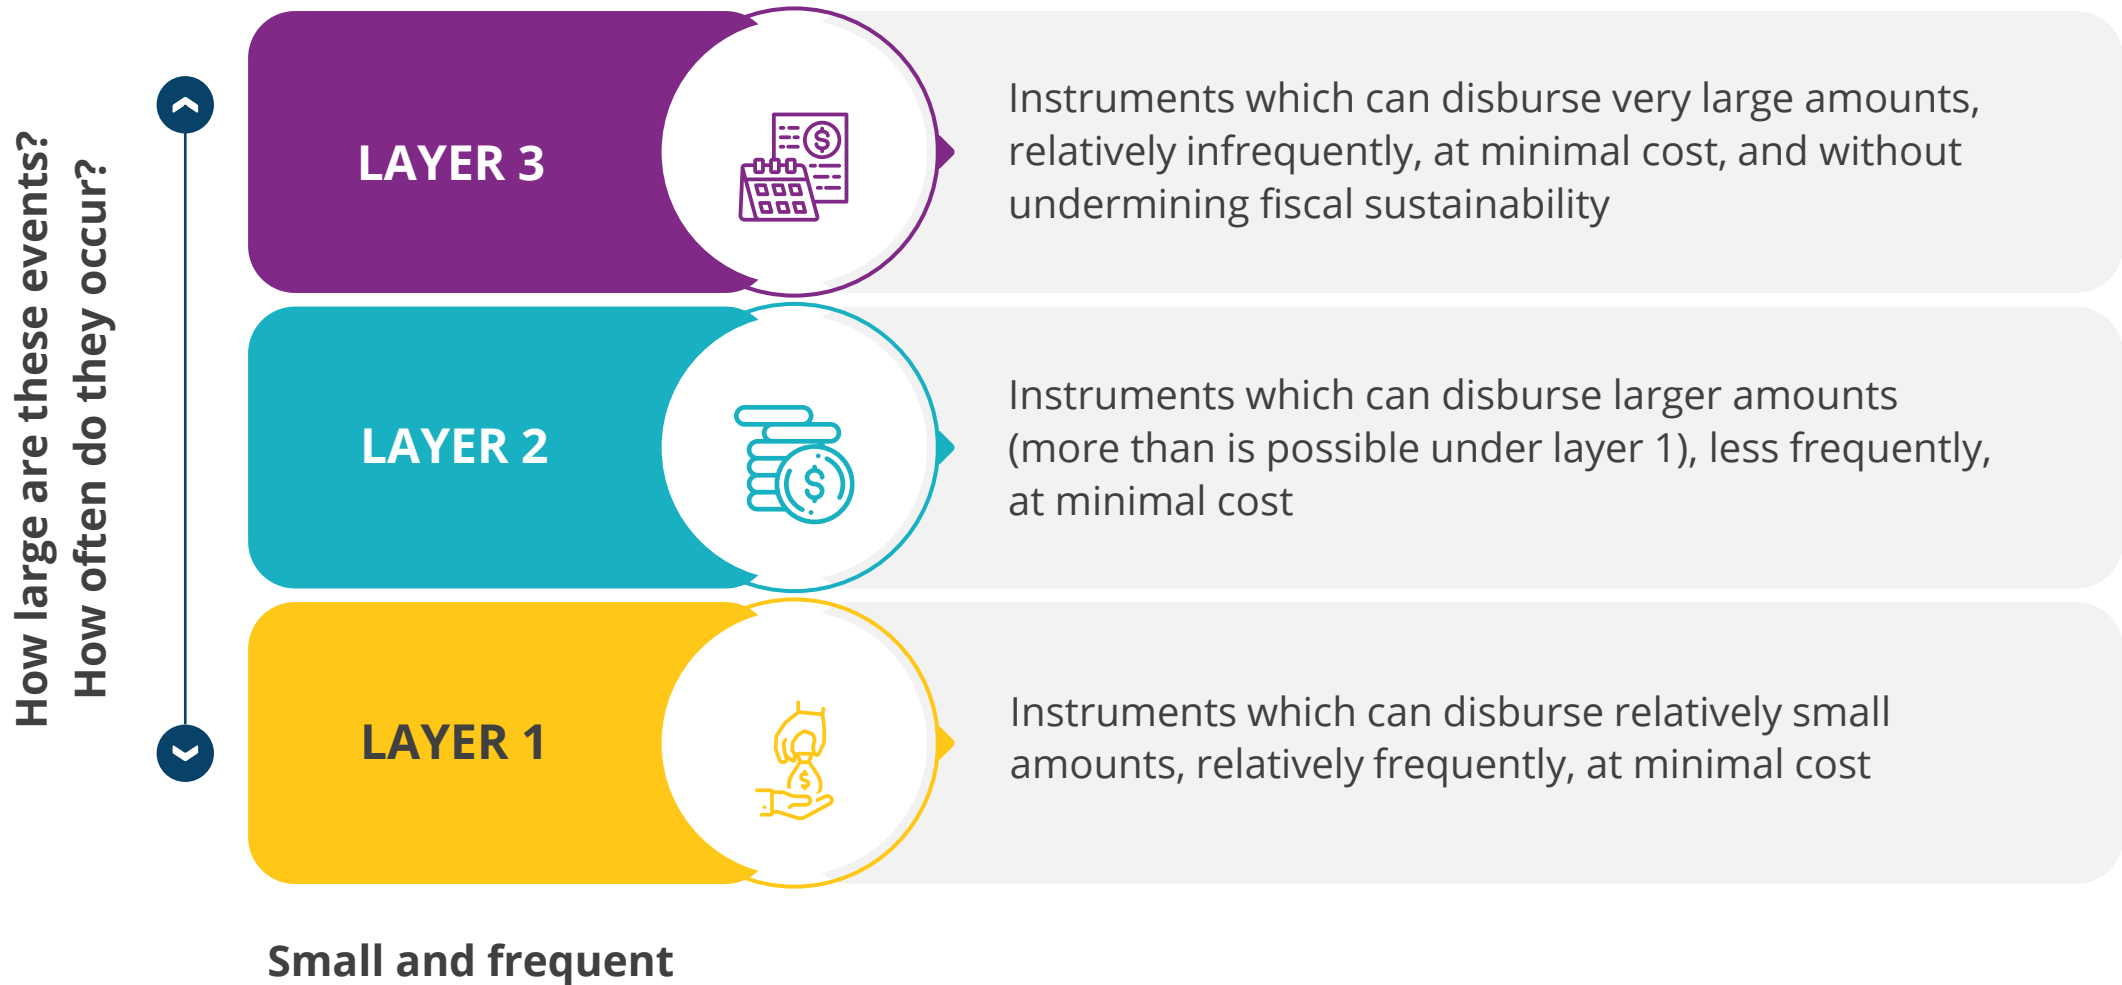 How large are these events?
How often do they occur?
LAYER 3
Instruments which can disburse very large amounts,
relatively infrequently, at minimal cost, and without
undermining fiscal sustainability
LAYER 2
Instruments which can disburse larger amounts
(more than is possible under layer 1), less frequently,
at minimal cost
LAYER 1
Instruments which can disburse relatively small
amounts, relatively frequently, at minimal cost
Small and frequent